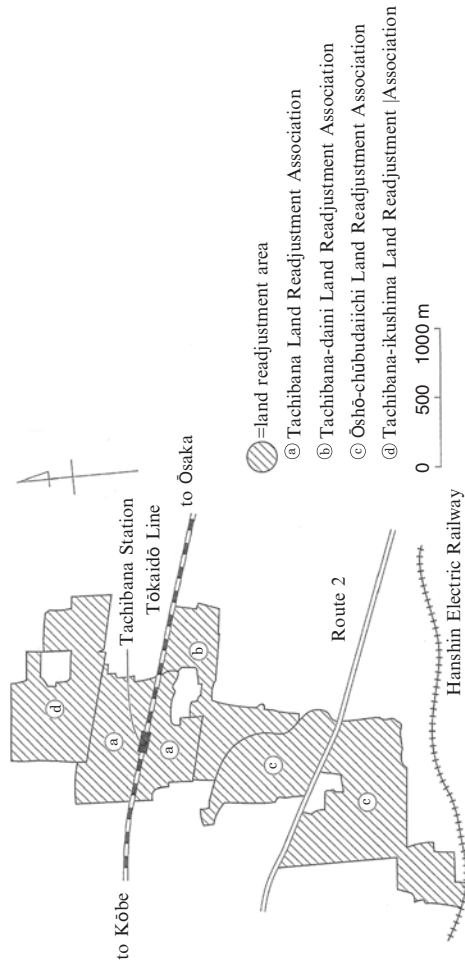 to Kōbe
Tachibana Station
Tōkaidō Line
to Ōsaka
d
a
a
b
c
c
Route 2
Hanshin Electric Railway
=land readjustment area
a Tachibana Land Readjustment Association
b Tachibana-daini Land Readjustment Association
c Ōshō-chūbudaiichi Land Readjustment Association
d Tachibana-ikushima Land Readjustment |Association
0 500 1000 m